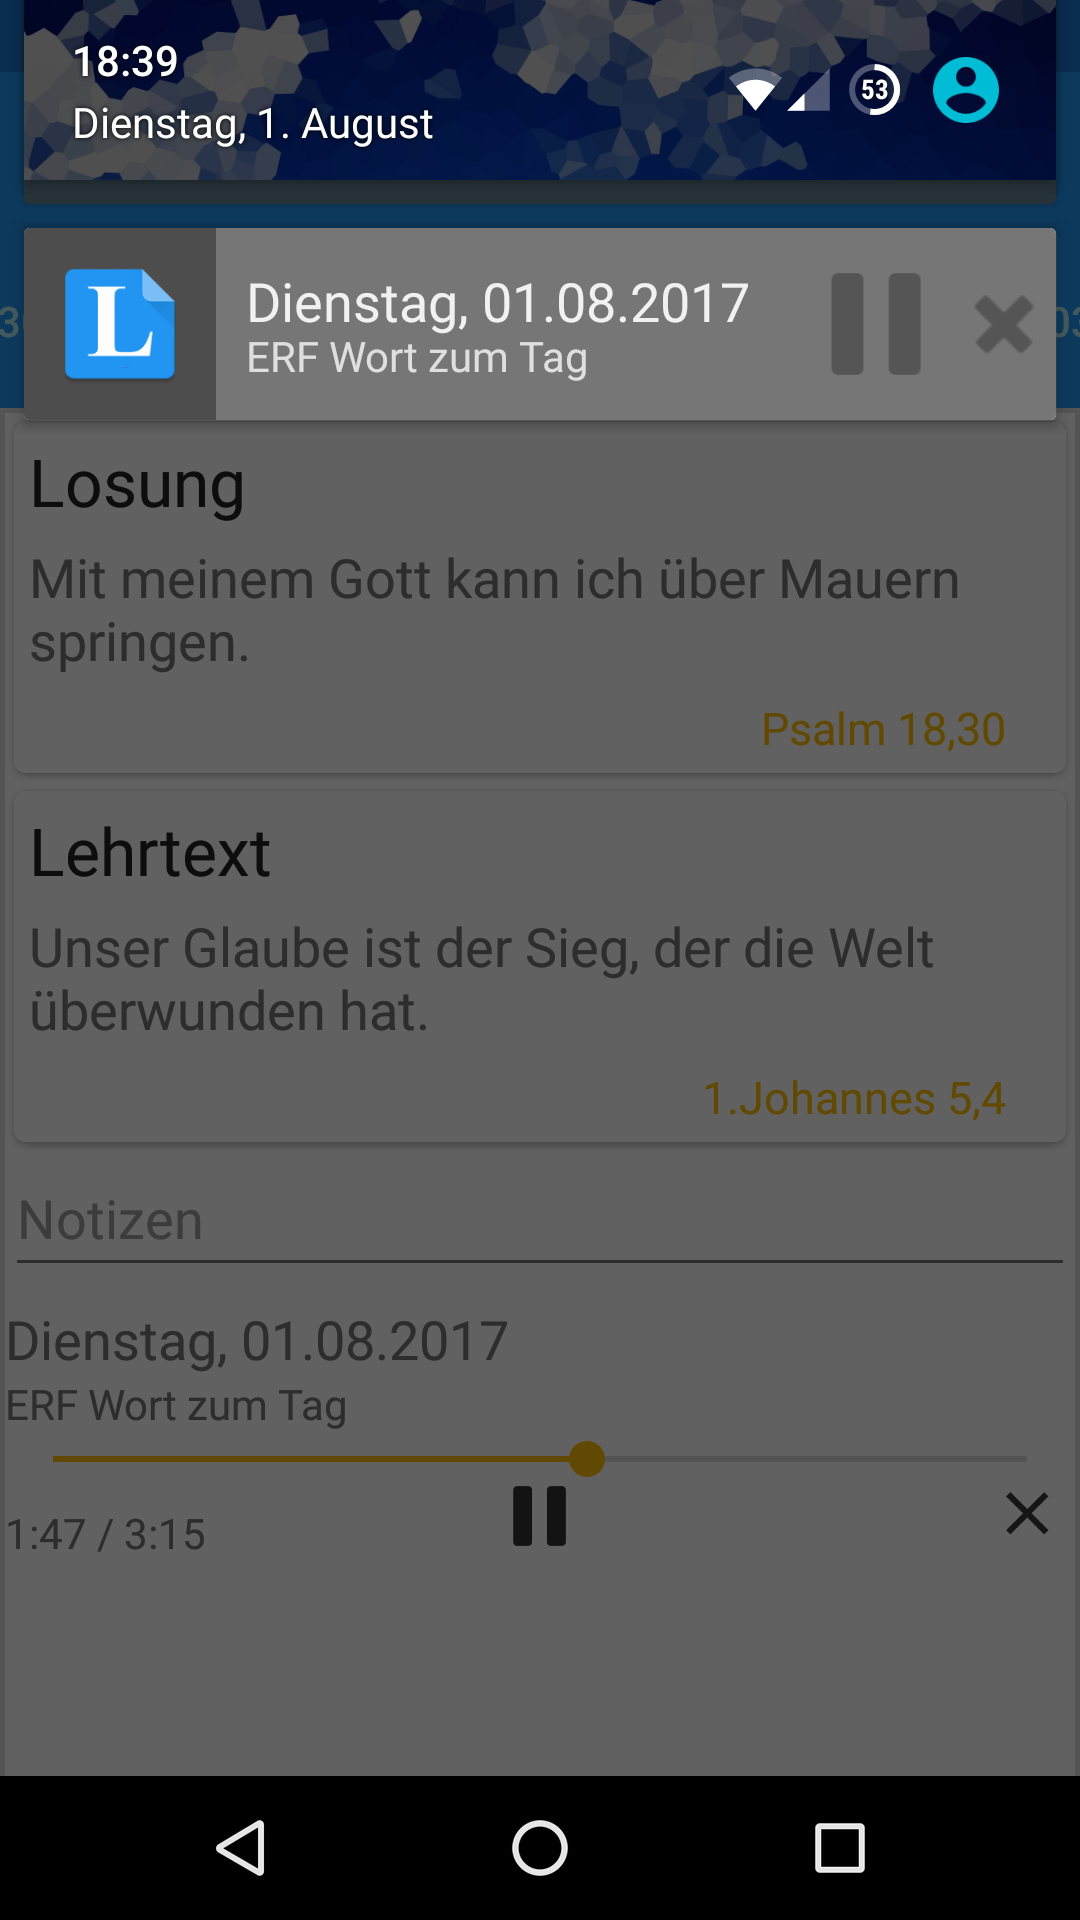 18:39
Dienstag, 1. August
53
L
Dienstag, 01.08.2017
ERF Wort zum Tag
Losung
Mit meinem Gott kann ich über Mauern
springen.
Psalm 18,30
Lehrtext
Unser Glaube ist der Sieg, der die Welt
überwunden hat.
1.Johannes 5,4
Notizen
Dienstag, 01.08.2017
ERF Wort zum Tag
1:47 / 3:15